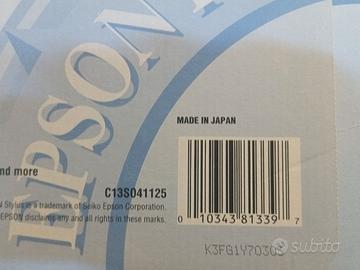 EPSON
MADE IN JAPAN
nd more
C13S041125
N Stylus is a trademark of Seiko Epson Corporation.
EPSON disclaims any and all rights in these marks.
0 10343 81339 7
K3FG1Y70303
subito